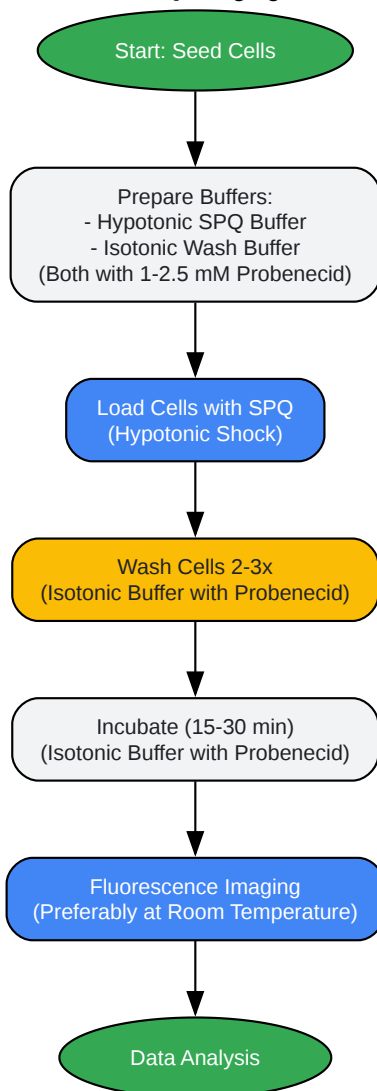 Start: Seed Cells
Prepare Buffers:
- Hypotonic SPQ Buffer
- Isotonic Wash Buffer
(Both with 1-2.5 mM Probenecid)
Load Cells with SPQ
(Hypotonic Shock)
Wash Cells 2-3x
(Isotonic Buffer with Probenecid)
Incubate (15-30 min)
(Isotonic Buffer with Probenecid)
Fluorescence Imaging
(Preferably at Room Temperature)
Data Analysis